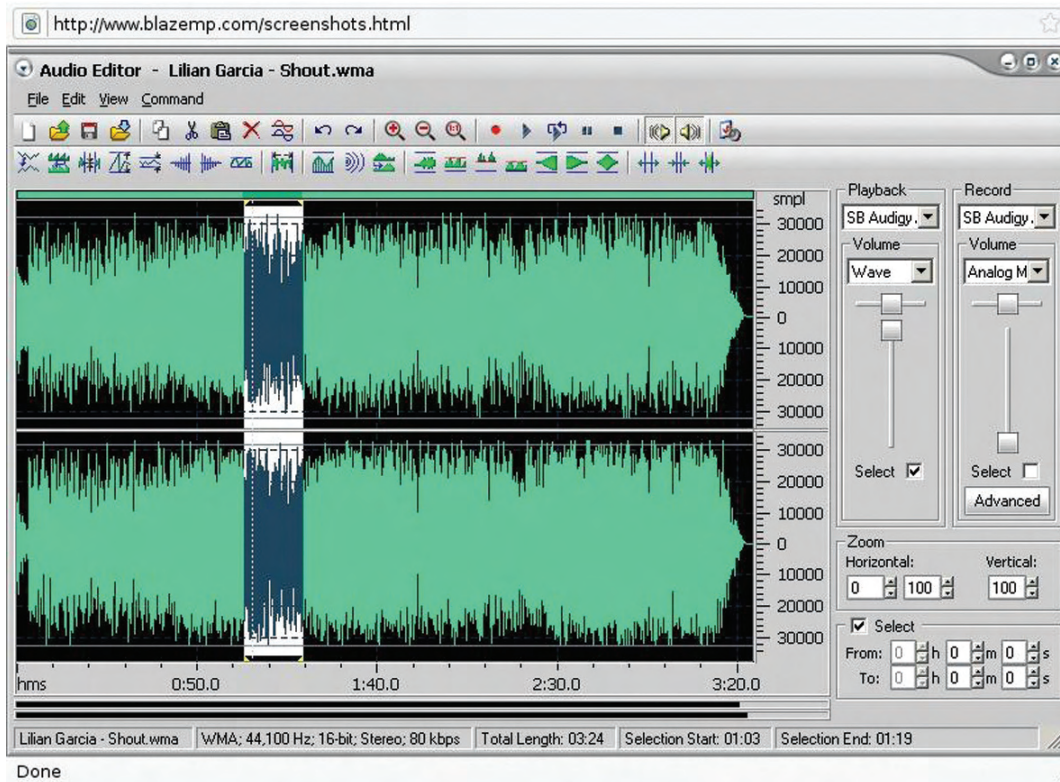 http://www.blazemp.com/screenshots.html
Audio Editor - Lilian Garcia - Shout.wma
File Edit View Command
smpl
30000
20000
10000
0
10000
20000
30000
30000
20000
10000
0
10000
20000
30000
hms 0:50.0 1:40.0 2:30.0 3:20.0
Playback Record
SB Audigy. SB Audigy.
Volume Volume
Wave Analog M
Select Select
Advanced
Zoom
Horizontal: Vertical:
0 100 100
Select
From: 0 h 0 m 0 s
To: 0 h 0 m 0 s
Lilian Garcia - Shout.wma WMA; 44,100 Hz; 16-bit; Stereo; 80 kbps Total Length: 03:24 Selection Start: 01:03 Selection End: 01:19
Done